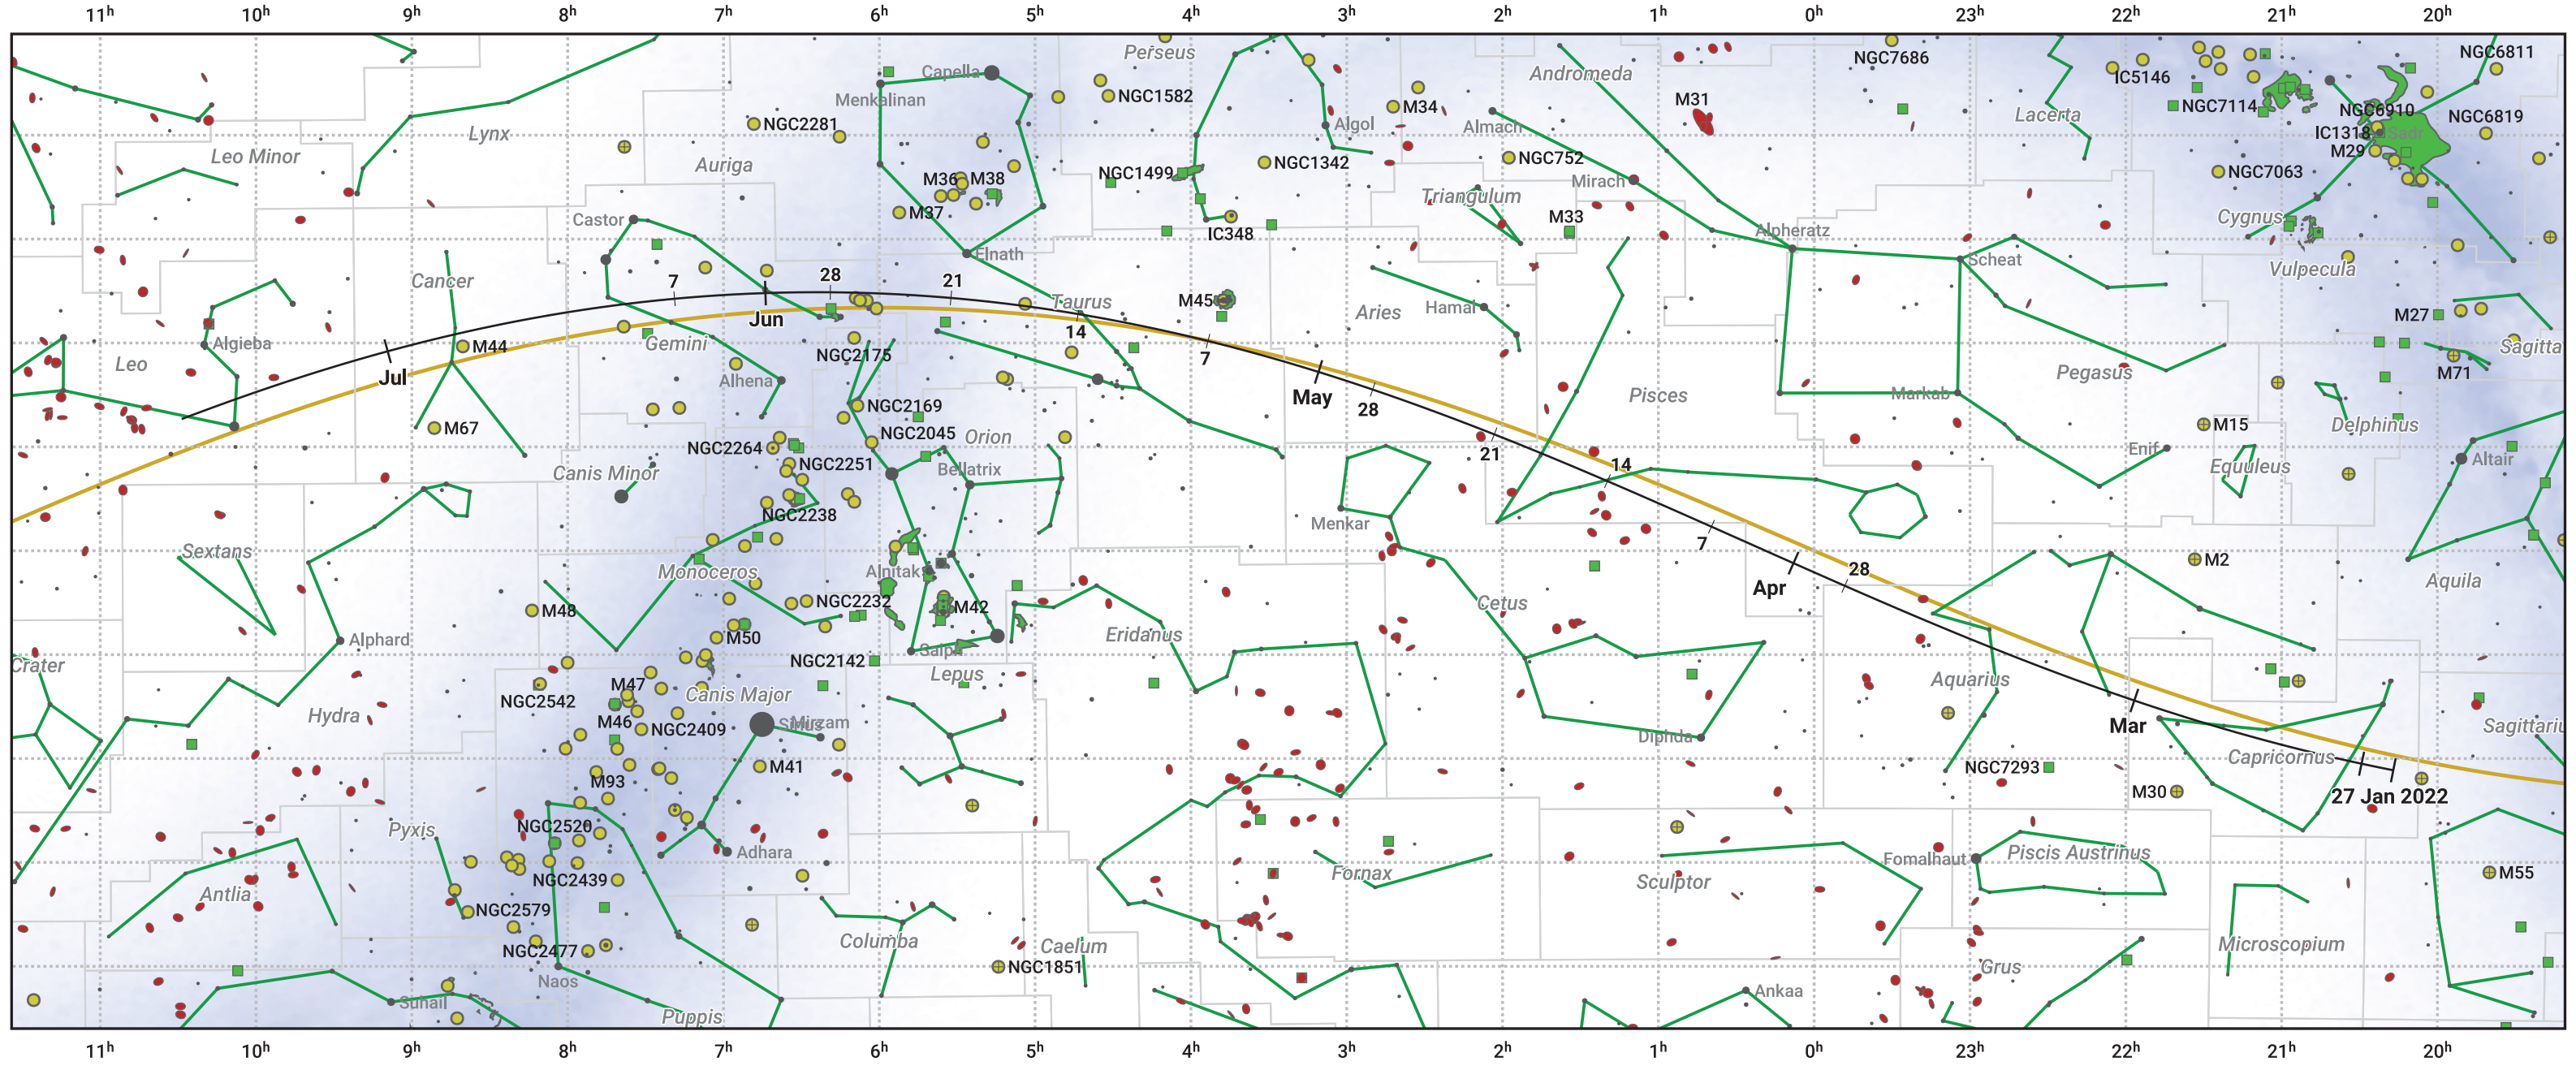 11h 10h 9h 8h 7h 6h 5h 4h 3h 2h 1h 0h 23h 22h 21h 20h
Perseus
Andromeda
NGC7686
NGC6811
Capella
IC5146
Menkalinan
NGC1582
M34
M31
NGC7114
NGC6910
NGC2281
Algol
Almach
Lacerta
IC1318
Sadr
NGC6819
Lynx
Leo Minor
Auriga
NGC1342
NGC752
M29
NGC1499
M36
M38
Mirach
NGC7063
Triangulum
M37
Castor
IC348
M33
Alpheratz
Cygnus
Elnath
Scheat
Vulpecula
Cancer
7
28
21
Taurus
M45
Hamal
Aries
Jun
14
M27
Algieba
M44
Gemini
NGC2175
7
Sagitta
Leo
Jul
Alhena
May
28
Pisces
Markab
Pegasus
M71
M67
NGC2169
M15
Delphinus
NGC2264
NGC2045
Orion
21
Enif
Altair
Canis Minor
NGC2251
Bellatrix
14
Equuleus
NGC2238
Menkar
7
Sextans
Monoceros
Alnitak
Apr
28
M2
Aquila
M48
NGC2232
M42
Cetus
Alphard
M50
Eridanus
Saiph
Crater
NGC2142
Lepus
Aquarius
NGC2542
M47
Canis Major
Hydra
M46
NGC2409
Sirius
Mirzam
Diphda
Mar
Sagittariu
Capricornus
M93
M41
NGC7293
M30
27 Jan 2022
Pyxis
NGC2520
Adhara
Fomalhaut
Piscis Austrinus
Antlia
NGC2439
Fornax
Sculptor
M55
NGC2579
NGC2477
Columba
Caelum
Microscopium
Naos
NGC1851
Grus
Suhail
Puppis
Ankaa
11h 10h 9h 8h 7h 6h 5h 4h 3h 2h 1h 0h 23h 22h 21h 20h